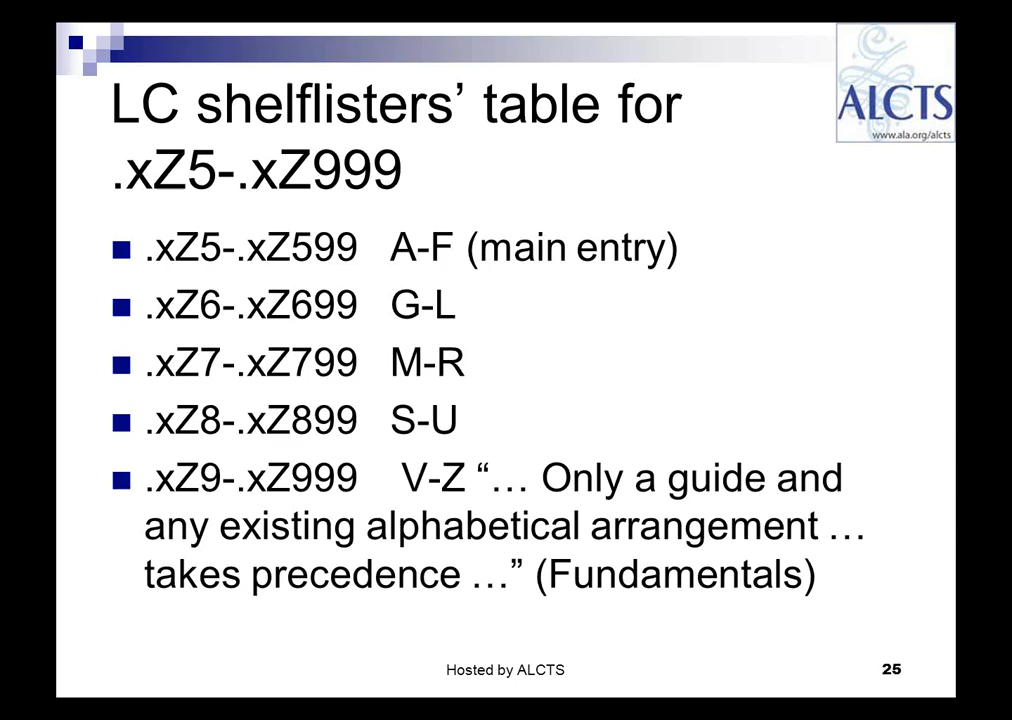 ALCTS
www.ala.org/alcts
LC shelflisters’ table for
.xZ5-.xZ999
.xZ5-.xZ599 A-F (main entry)
.xZ6-.xZ699 G-L
.xZ7-.xZ799 M-R
.xZ8-.xZ899 S-U
.xZ9-.xZ999 V-Z “… Only a guide and
any existing alphabetical arrangement …
takes precedence …” (Fundamentals)
Hosted by ALCTS
25